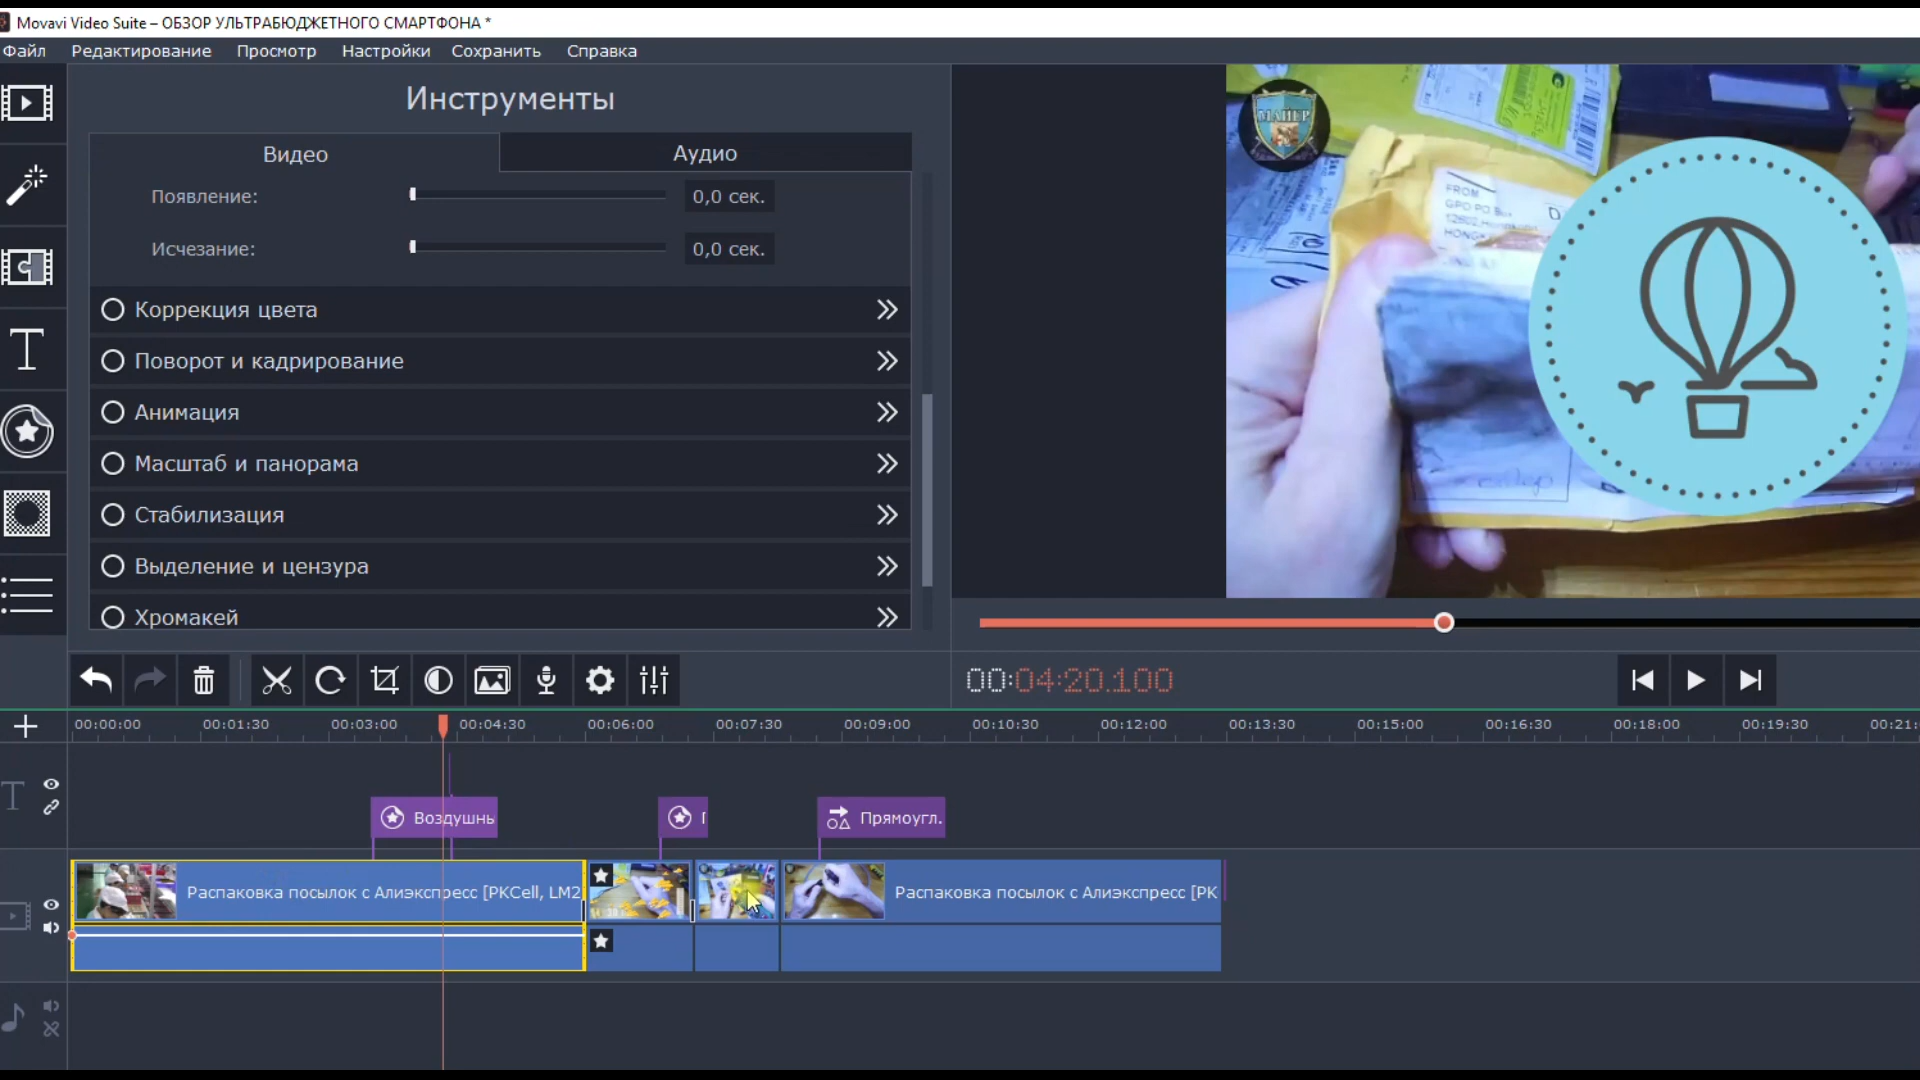 Movavi Video Suite – ОБЗОР УЛЬТРАБЮДЖЕТНОГО СМАРТФОНА *
Файл Редактирование Просмотр Настройки Сохранить Справка
Инструменты
Видео Аудио
Появление: 0,0 сек.
Исчезание: 0,0 сек.
Коррекция цвета
Поворот и кадрирование
Анимация
Масштаб и панорама
Стабилизация
Выделение и цензура
Хромакей
МАЙЕР
FROM
GPO PO Box
HONG
00:04:20.100
00:00:00 00:01:30 00:03:00 00:04:30 00:06:00 00:07:30 00:09:00 00:10:30 00:12:00 00:13:30 00:15:00 00:16:30 00:18:00 00:19:30 00:21:
T
Воздушнь
Прямоугл.
Распаковка посылок с Алиэкспресс [PKCell, LM2
Распаковка посылок с Алиэкспресс [PK